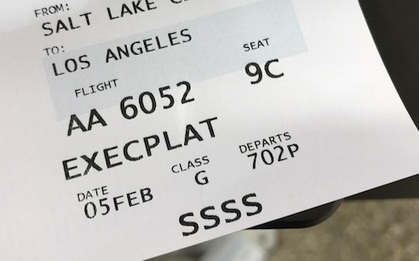 FROM:
SALT LAKE C
TO:
LOS ANGELES
FLIGHT SEAT
AA 6052 9C
EXECPLAT
DATE CLASS DEPARTS
05FEB G 702P
SSSS